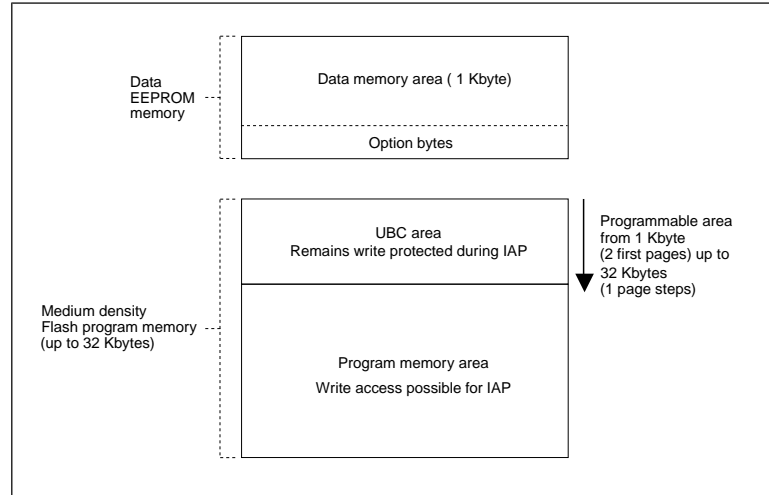 Data memory area ( 1 Kbyte)
Data
EEPROM
memory
Option bytes
UBC area
Remains write protected during IAP
Programmable area
from 1 Kbyte
(2 first pages) up to
32 Kbytes
(1 page steps)
Medium density
Flash program memory
(up to 32 Kbytes)
Program memory area
Write access possible for IAP